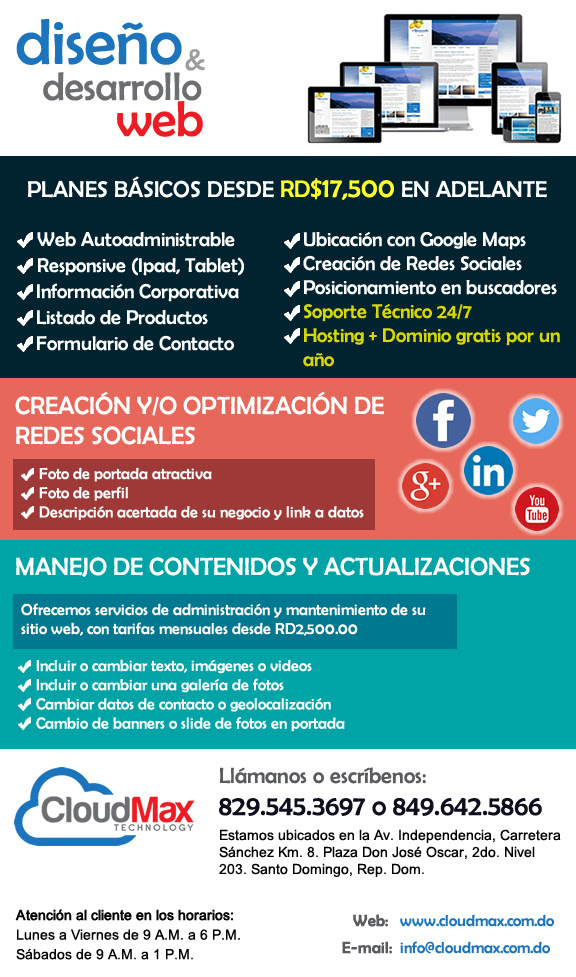 diseño &
desarrollo
web
PLANES BÁSICOS DESDE RD$17,500 EN ADELANTE
Web Autoadministrable
Responsive (Ipad, Tablet)
Información Corporativa
Listado de Productos
Formulario de Contacto
Ubicación con Google Maps
Creación de Redes Sociales
Posicionamiento en buscadores
Soporte Técnico 24/7
Hosting + Dominio gratis por un
año
CREACIÓN Y/O OPTIMIZACIÓN DE
REDES SOCIALES
Foto de portada atractiva
Foto de perfil
Descripción acertada de su negocio y link a datos
f
g+
in
You
Tube
MANEJO DE CONTENIDOS Y ACTUALIZACIONES
Ofrecemos servicios de administración y mantenimiento de su
sitio web, con tarifas mensuales desde RD2,500.00
Incluir o cambiar texto, imágenes o videos
Incluir o cambiar una galería de fotos
Cambiar datos de contacto o geolocalización
Cambio de banners o slide de fotos en portada
CloudMax
TECHNOLOGY
Llámanos o escríbenos:
829.545.3697 o 849.642.5866
Estamos ubicados en la Av. Independencia, Carretera
Sánchez Km. 8. Plaza Don José Oscar, 2do. Nivel
203. Santo Domingo, Rep. Dom.
Atención al cliente en los horarios:
Lunes a Viernes de 9 A.M. a 6 P.M.
Sábados de 9 A.M. a 1 P.M.
Web: www.cloudmax.com.do
E-mail: info@cloudmax.com.do